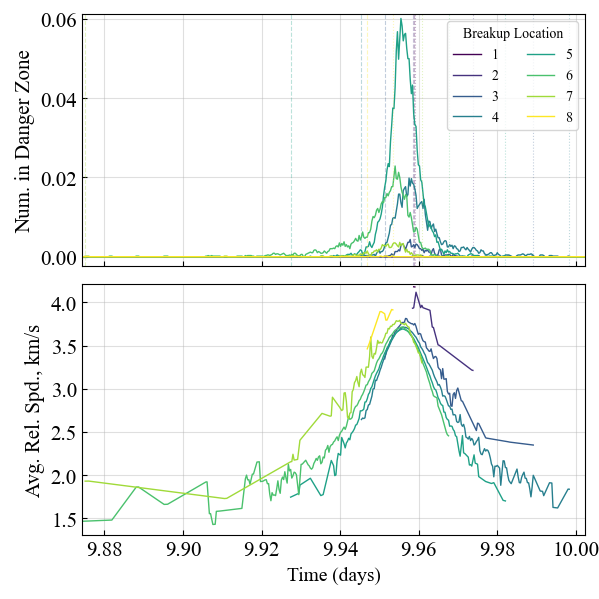 0.06
0.04
0.02
0.00
Num. in Danger Zone
Breakup Location
1 5
2 6
3 7
4 8
4.0
3.5
3.0
2.5
2.0
1.5
Avg. Rel. Spd., km/s
9.88 9.90 9.92 9.94 9.96 9.98 10.00
Time (days)